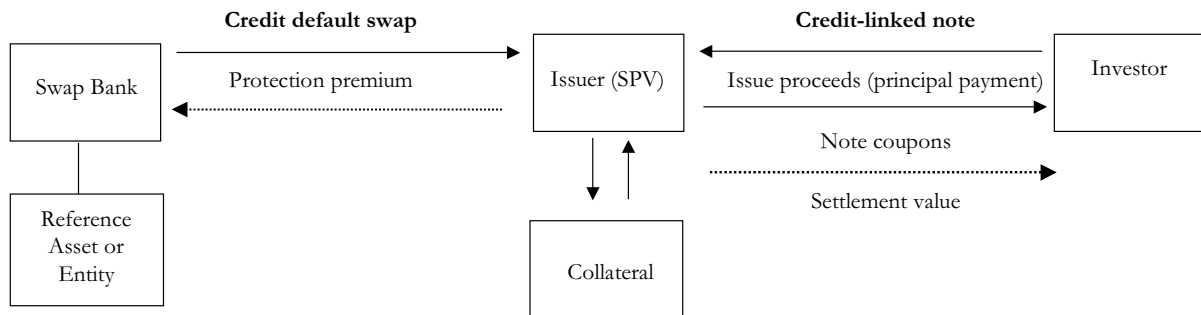 Credit default swap
Credit-linked note
Swap Bank
Protection premium
Issuer (SPV)
Issue proceeds (principal payment)
Investor
Note coupons
Settlement value
Reference
Asset or
Entity
Collateral